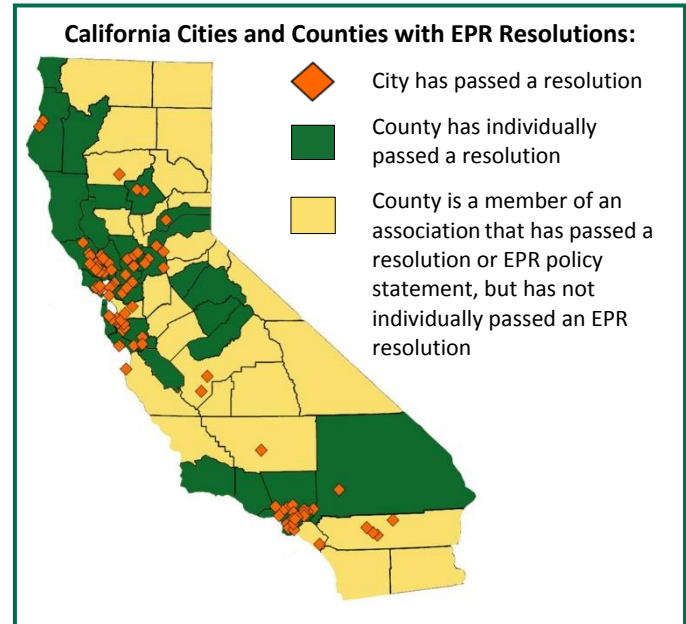 California Cities and Counties with EPR Resolutions:
City has passed a resolution
County has individually
passed a resolution
County is a member of an
association that has passed a
resolution or EPR policy
statement, but has not
individually passed an EPR
resolution